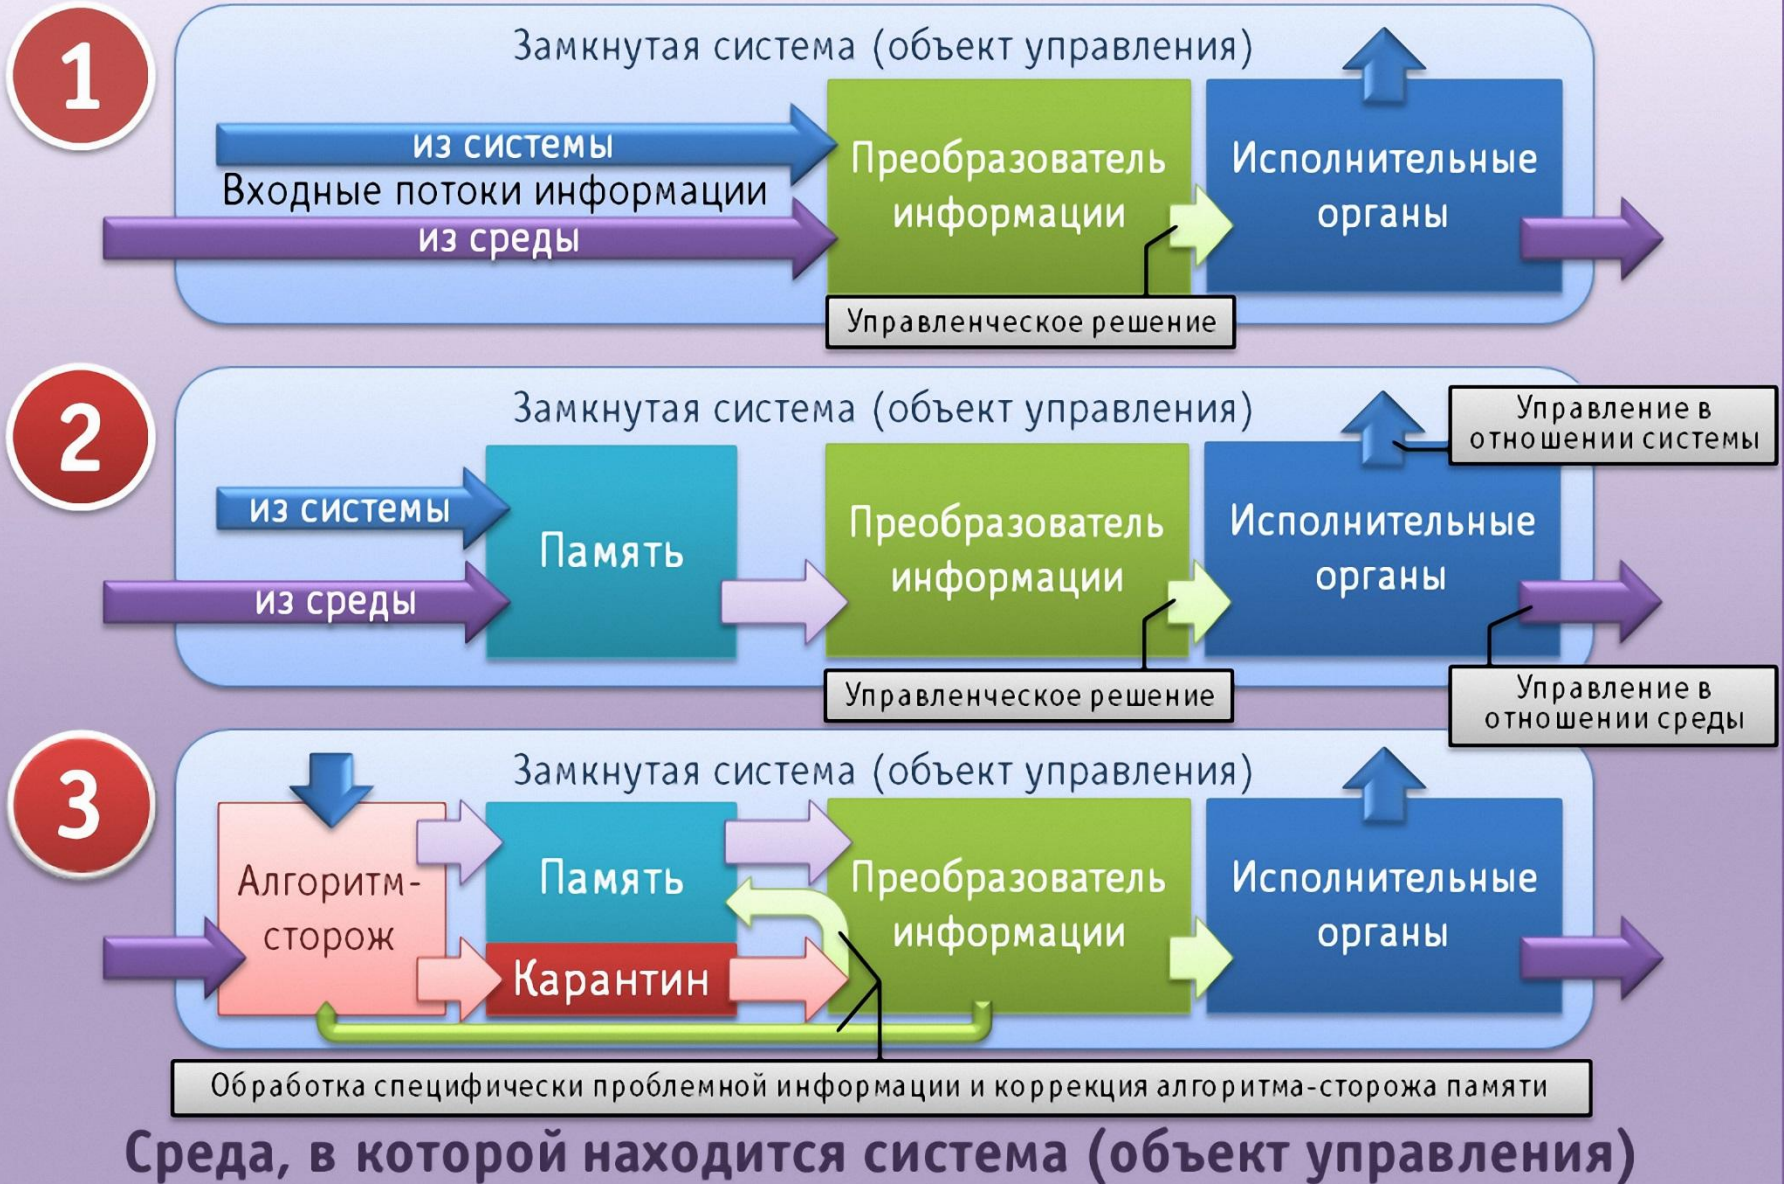 1
Замкнутая система (объект управления)
из системы
Входные потоки информации
из среды
Преобразователь
информации
Исполнительные
органы
Управленческое решение
2
Замкнутая система (объект управления)
Управление в
отношении системы
из системы
из среды
Память
Преобразователь
информации
Исполнительные
органы
Управленческое решение
Управление в
отношении среды
3
Замкнутая система (объект управления)
Алгоритм-
сторож
Память
Карантин
Преобразователь
информации
Исполнительные
органы
Обработка специфически проблемной информации и коррекция алгоритма-сторожа памяти
Среда, в которой находится система (объект управления)